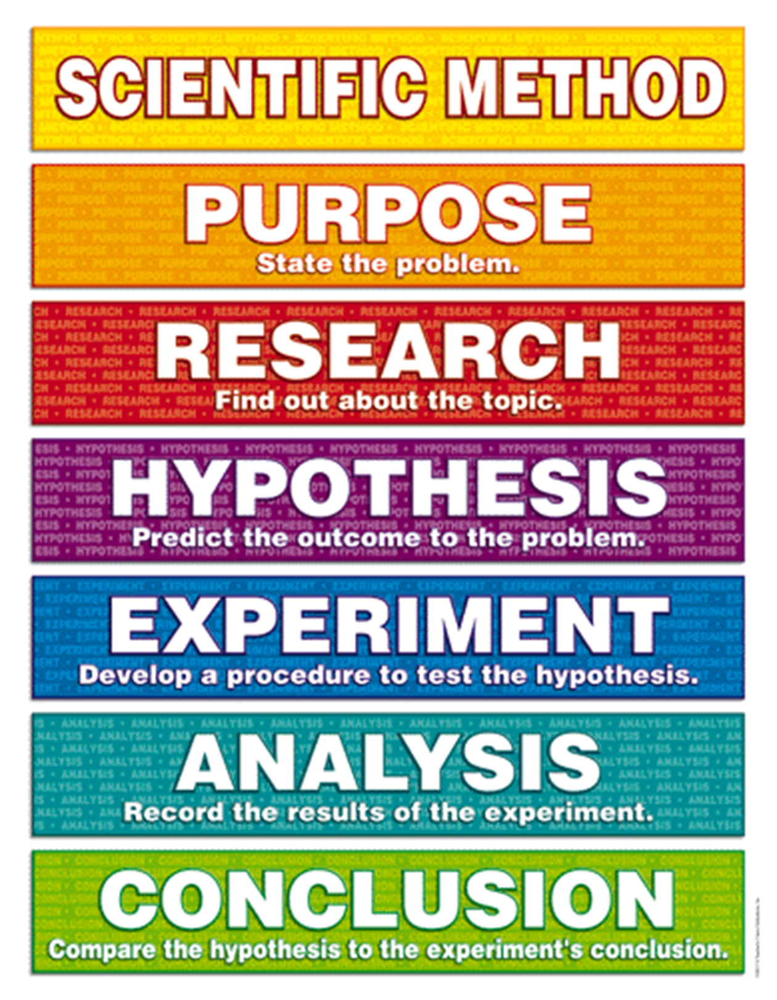 SCIENTIFIC METHOD
PURPOSE
State the problem.
RESEARCH
Find out about the topic.
HYPOTHESIS
Predict the outcome to the problem.
EXPERIMENT
Develop a procedure to test the hypothesis.
ANALYSIS
Record the results of the experiment.
CONCLUSION
Compare the hypothesis to the experiment's conclusion.